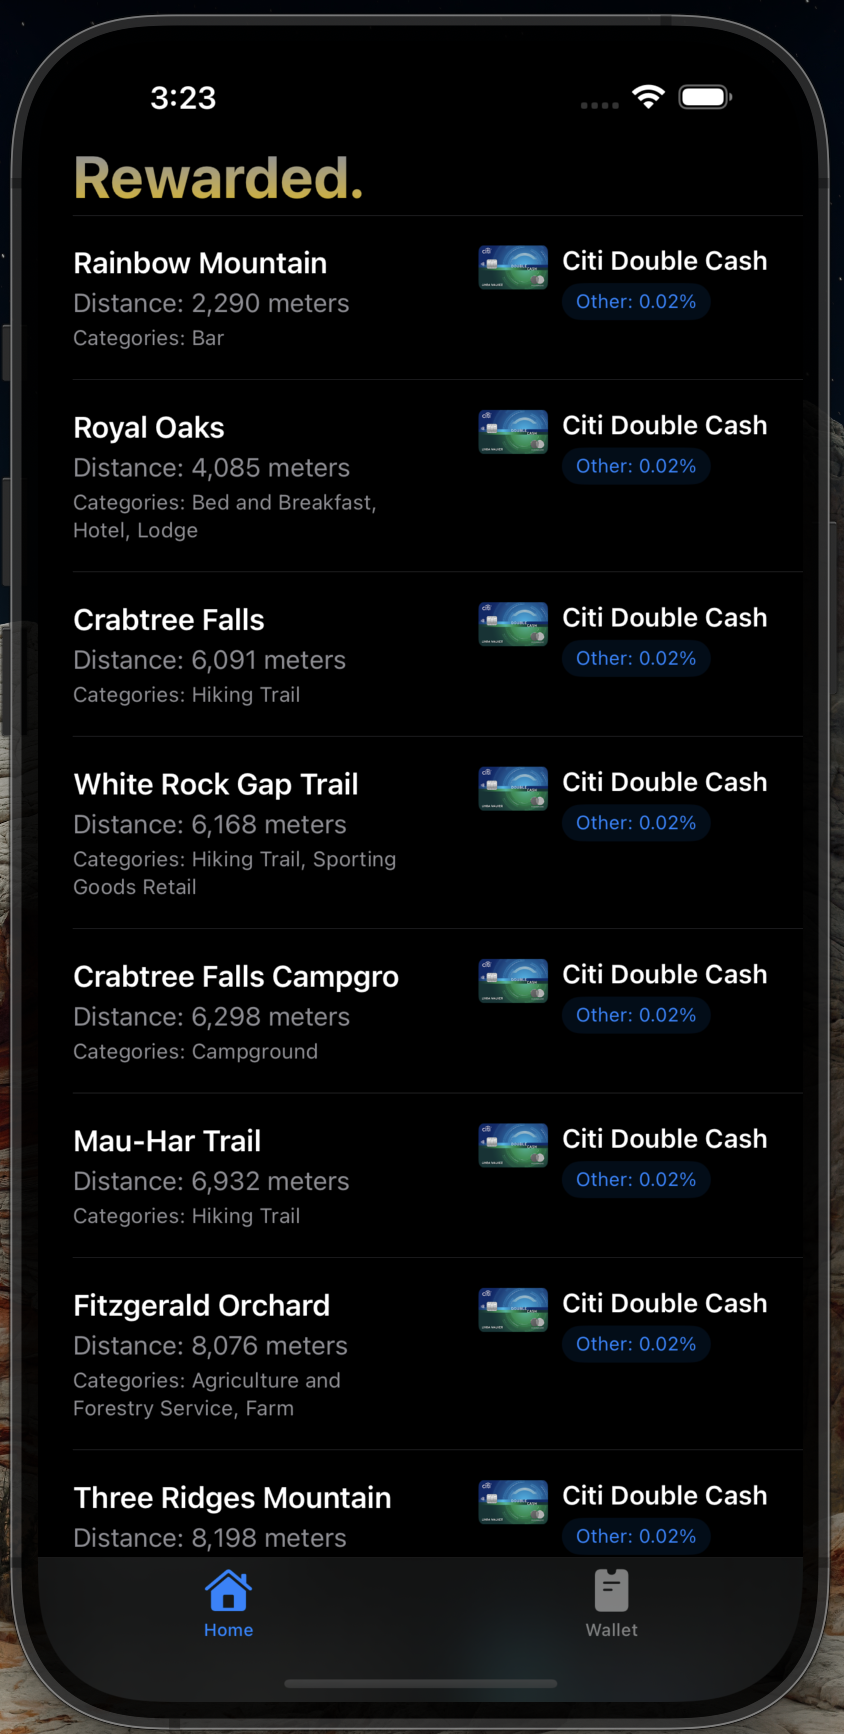 3:23
Rewarded.
Rainbow Mountain
Distance: 2,290 meters
Categories: Bar
Citi Double Cash
Other: 0.02%
Royal Oaks
Distance: 4,085 meters
Categories: Bed and Breakfast,
Hotel, Lodge
Citi Double Cash
Other: 0.02%
Crabtree Falls
Distance: 6,091 meters
Categories: Hiking Trail
Citi Double Cash
Other: 0.02%
White Rock Gap Trail
Distance: 6,168 meters
Categories: Hiking Trail, Sporting
Goods Retail
Citi Double Cash
Other: 0.02%
Crabtree Falls Campgro
Distance: 6,298 meters
Categories: Campground
Citi Double Cash
Other: 0.02%
Mau-Har Trail
Distance: 6,932 meters
Categories: Hiking Trail
Citi Double Cash
Other: 0.02%
Fitzgerald Orchard
Distance: 8,076 meters
Categories: Agriculture and
Forestry Service, Farm
Citi Double Cash
Other: 0.02%
Three Ridges Mountain
Distance: 8,198 meters
Citi Double Cash
Other: 0.02%
Home
Wallet